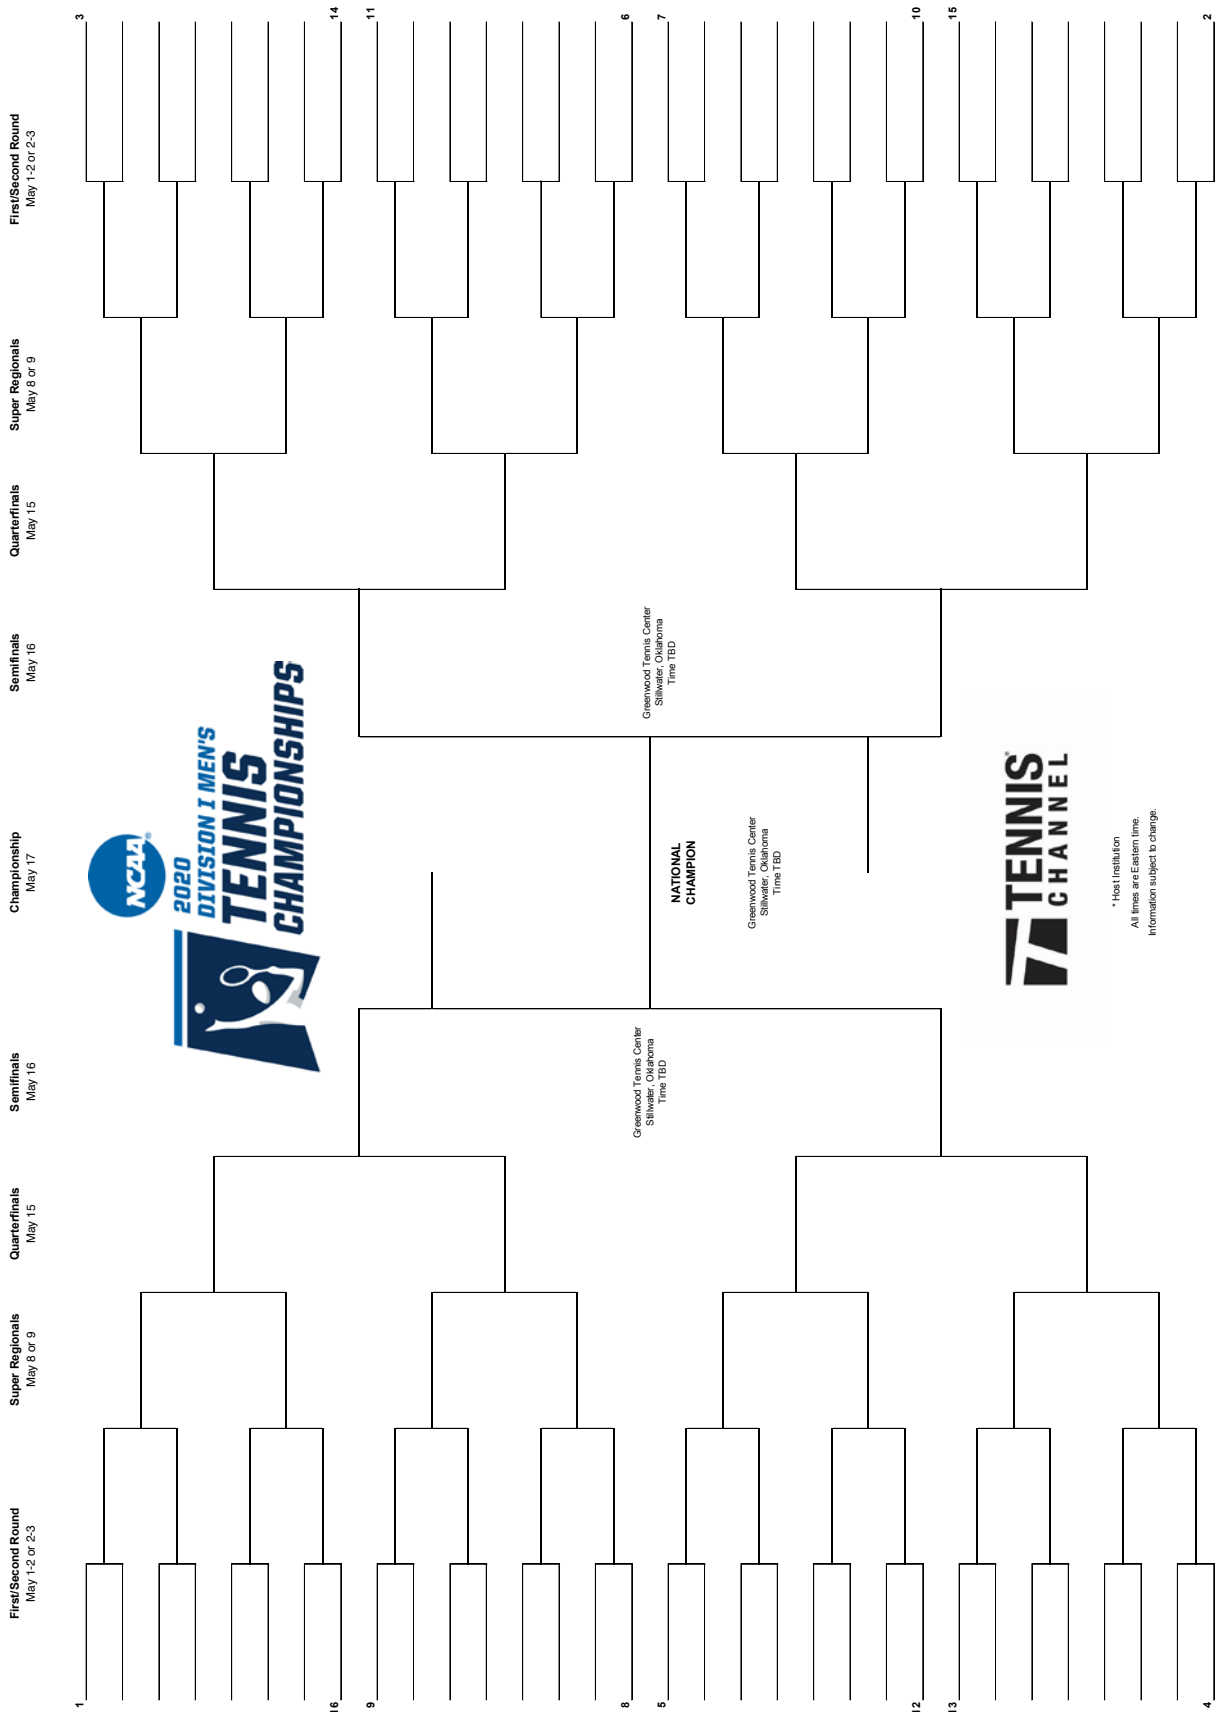 First/Second Round
May 1-2 or 2-3
Super Regionals
May 8 or 9
Quarterfinals
May 15
Semifinals
May 16
Championship
May 17
Semifinals
May 16
Quarterfinals
May 15
Super Regionals
May 8 or 9
First/Second Round
May 1-2 or 2-3
1
16
9
8
5
12
13
4
3
14
11
6
7
10
15
2
NCAA®
2020
DIVISION I MEN'S
TENNIS
CHAMPIONSHIPS
Greenwood Tennis Center
Stillwater, Oklahoma
Time TBD
Greenwood Tennis Center
Stillwater, Oklahoma
Time TBD
NATIONAL
CHAMPION
Greenwood Tennis Center
Stillwater, Oklahoma
Time TBD
TENNIS®
CHANNEL
* Host Institution
All times are Eastern time.
Information subject to change.